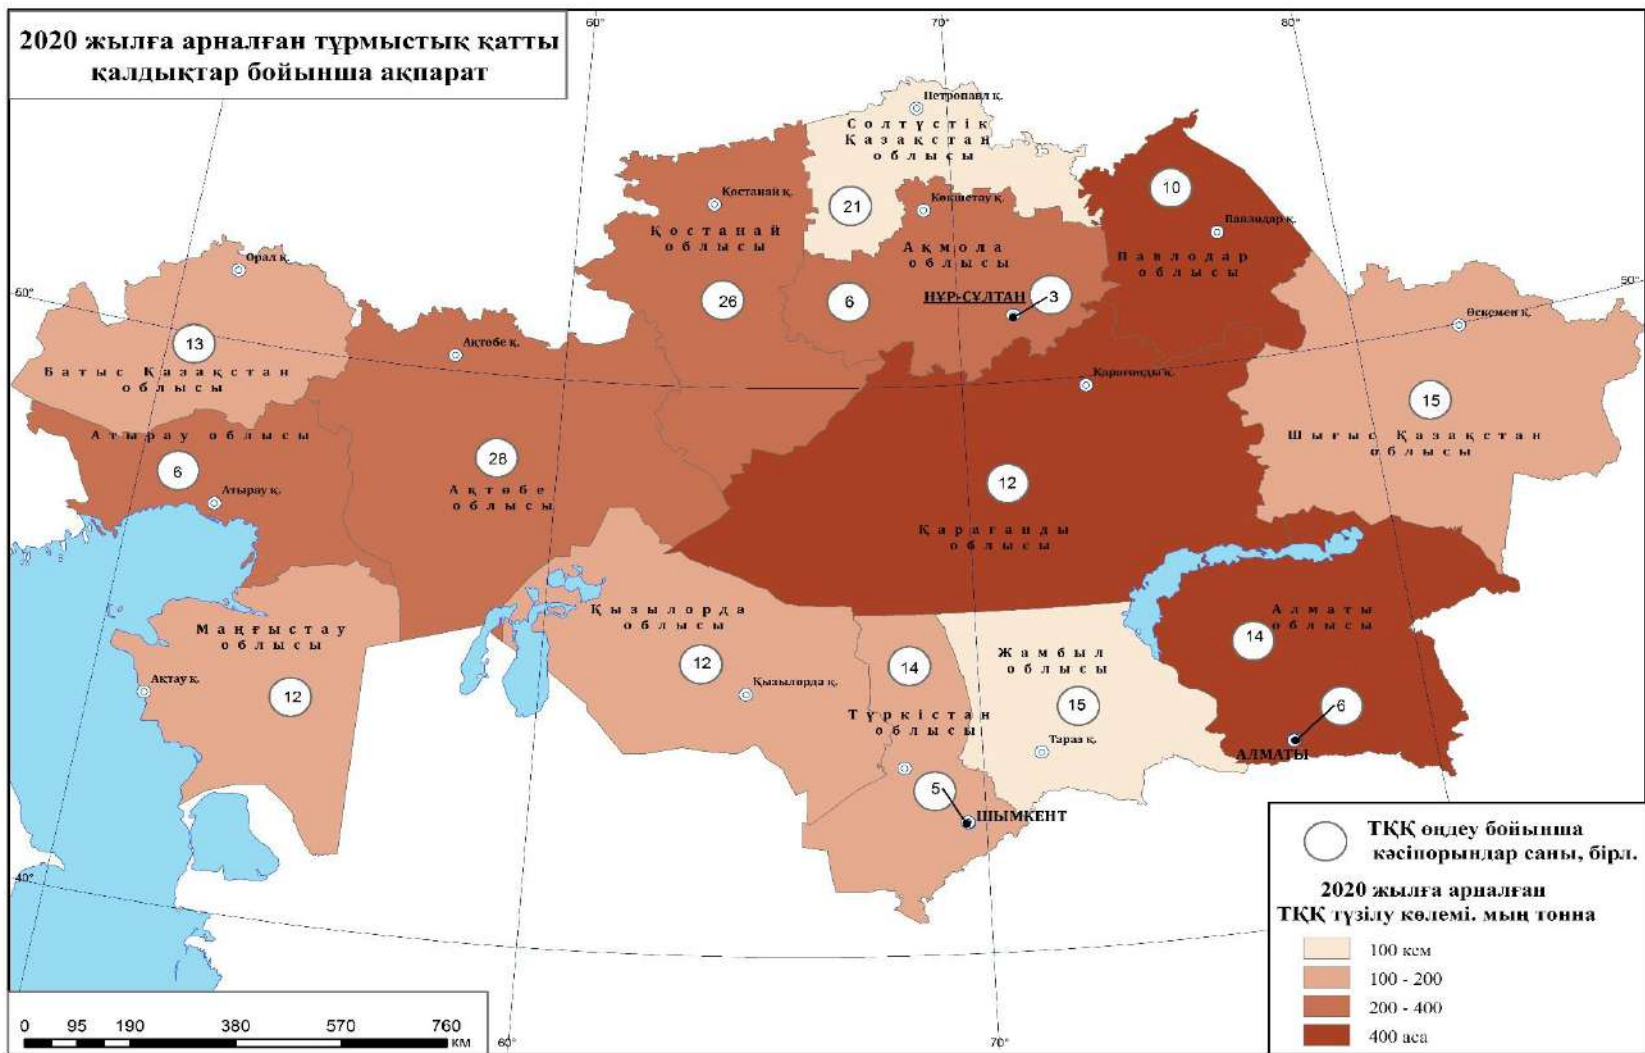 2020 жылға арналған тұрмыстық қатты
қалдықтар бойынша ақпарат
60°
70°
80°
Петропавл қ.
Солтүстік
Қазақстан
облысы
10
Қостанай қ.
21
Көкшетау қ.
Павлодар қ.
Қостанай
облысы
Ақмола
облысы
Павлодар
облысы
Орал қ.
50°
50°
26
6
НҰР-СҰЛТАН
3
Өскемен қ.
13
Ақтөбе қ.
Батыс Қазақстан
облысы
Қарағанды қ.
15
Атырау облысы
Шығыс Қазақстан
облысы
6
28
Атырау қ.
Ақтөбе
облысы
12
Қарағанды
облысы
Қызылорда
облысы
Алматы
облысы
Маңғыстау
облысы
14
12
14
Жамбыл
облысы
Ақтау қ.
12
Қызылорда қ.
15
6
Түркістан
облысы
Тараз қ.
АЛМАТЫ
5
ШЫМКЕНТ
40°
ТҚҚ өңдеу бойынша
кәсіпорындар саны, бірл.
2020 жылға арналған
ТҚҚ түзілу көлемі. мың тонна
100 кем
100 - 200
200 - 400
400 аса
0 95 190 380 570 760
км
60°
70°